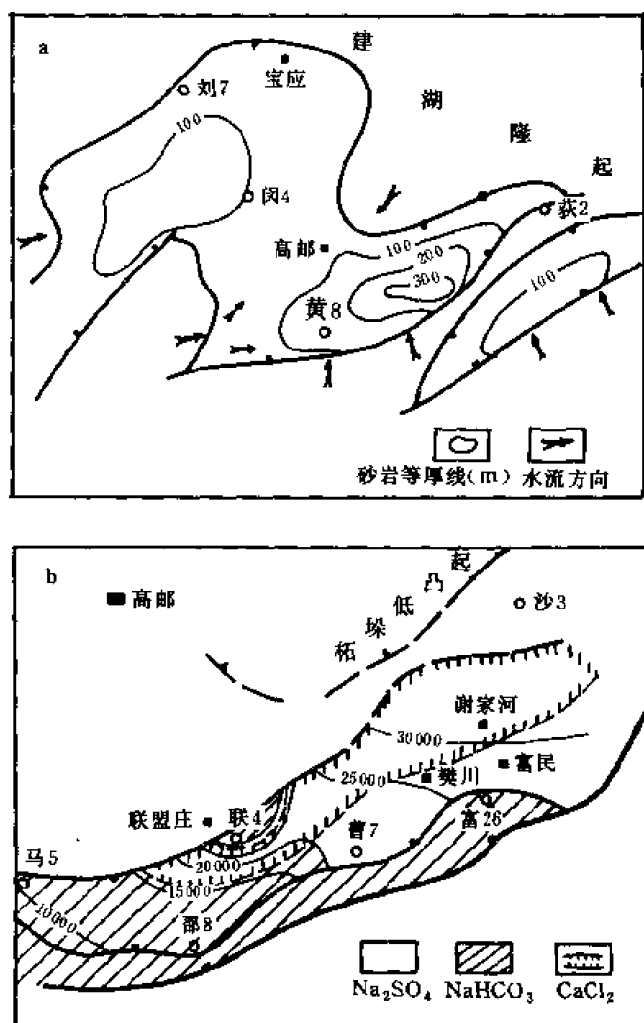 a
建
湖
隆
起
宝应
刘7
100
闵4
荻2
高邮
100
200
300
100
黄8
砂岩等厚线(m)
水流方向
b
高邮
柘
垛
低
凸
起
沙3
谢家河
30000
富民
25000
樊川
联盟庄
联4
富26
曹7
马5
20000
15000
10000
邵8
Na₂SO₄ NaHCO₃ CaCl₂